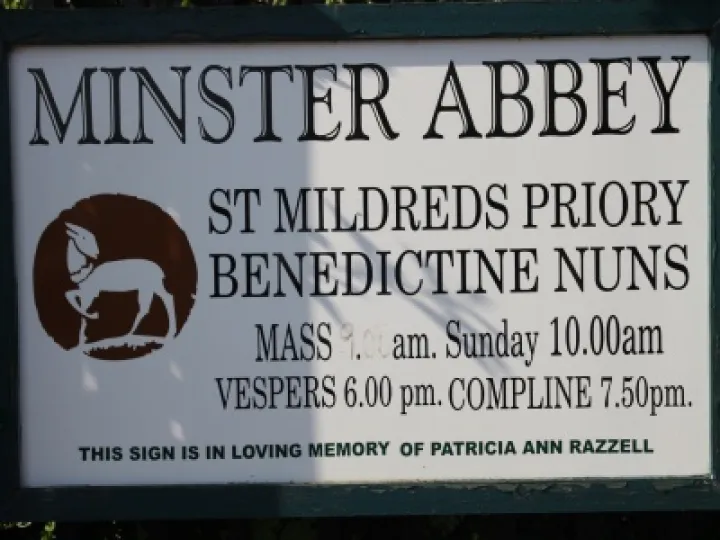 MINSTER ABBEY
ST MILDREDS PRIORY
BENEDICTINE NUNS
MASS am. Sunday 10.00am
VESPERS 6.00 pm. COMPLINE 7.50pm.
THIS SIGN IS IN LOVING MEMORY OF PATRICIA ANN RAZZELL